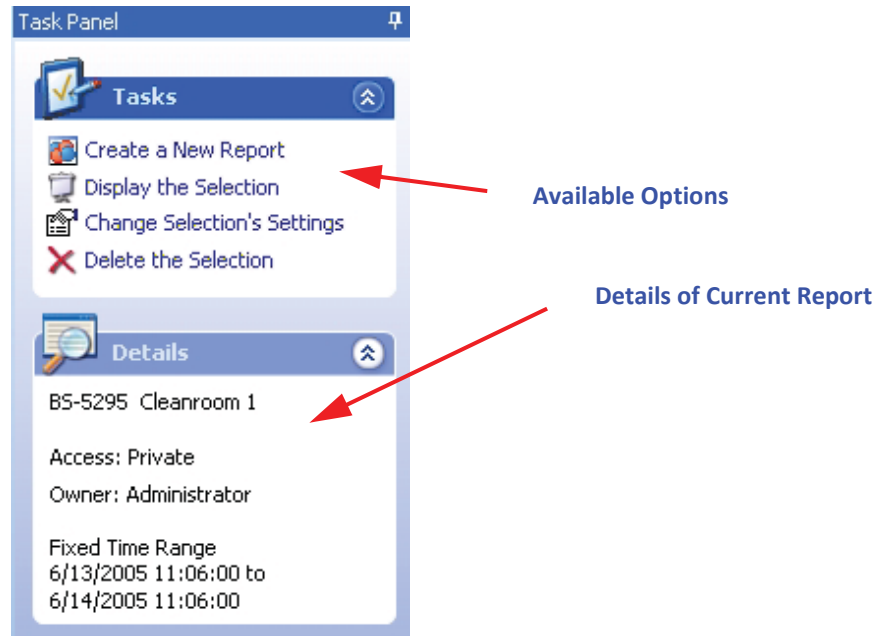 Task Panel
Tasks
Create a New Report
Display the Selection
Change Selection's Settings
Delete the Selection
Available Options
Details of Current Report
Details
BS-5295 Cleanroom 1
Access: Private
Owner: Administrator
Fixed Time Range
6/13/2005 11:06:00 to
6/14/2005 11:06:00